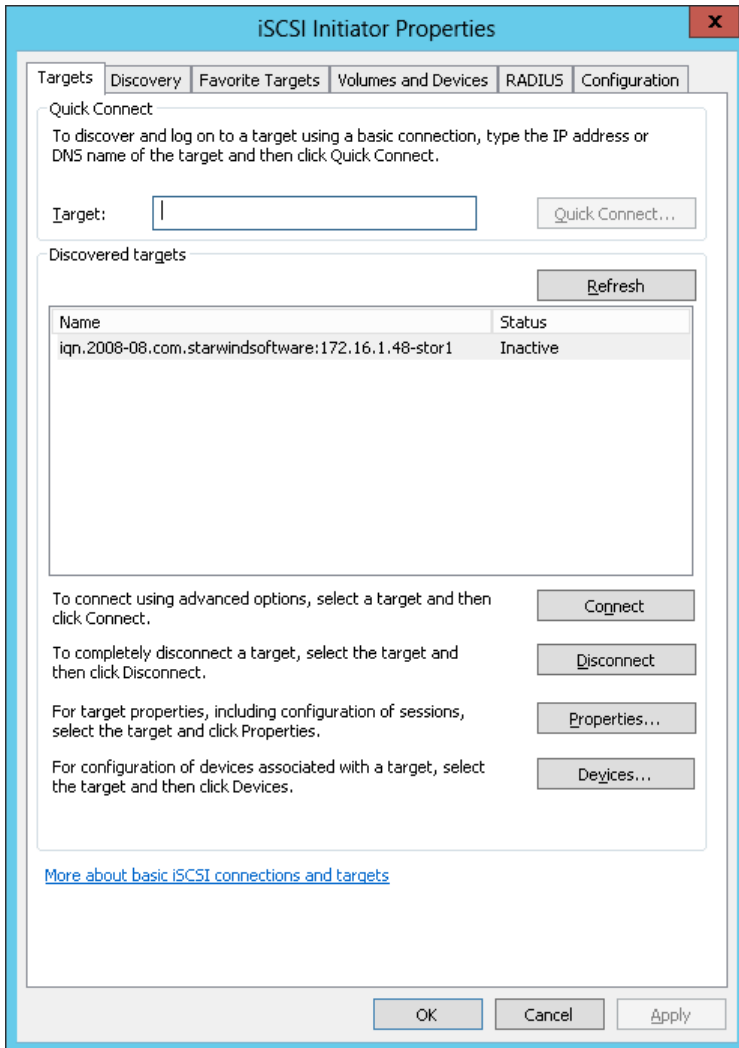 iSCSI Initiator Properties
x
Targets Discovery Favorite Targets Volumes and Devices RADIUS Configuration
Quick Connect
To discover and log on to a target using a basic connection, type the IP address or
DNS name of the target and then click Quick Connect.
Target:
Quick Connect...
Discovered targets
Refresh
Name Status
iqn.2008-08.com.starwindsoftware:172.16.1.48-stor1 Inactive
To connect using advanced options, select a target and then
click Connect.
Connect
To completely disconnect a target, select the target and
then click Disconnect.
Disconnect
For target properties, including configuration of sessions,
select the target and click Properties.
Properties...
For configuration of devices associated with a target, select
the target and then click Devices.
Devices...
More about basic iSCSI connections and targets
OK Cancel Apply